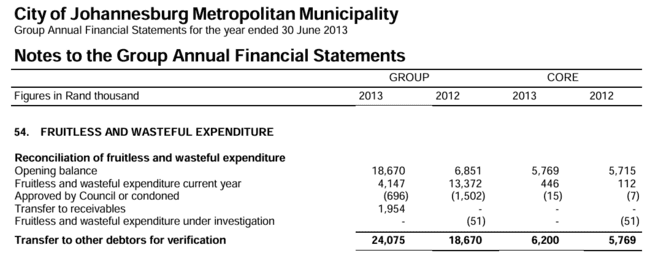 City of Johannesburg Metropolitan Municipality
Group Annual Financial Statements for the year ended 30 June 2013
Notes to the Group Annual Financial Statements
GROUP CORE
Figures in Rand thousand 2013 2012 2013 2012
54. FRUITLESS AND WASTEFUL EXPENDITURE
Reconciliation of fruitless and wasteful expenditure
Opening balance 18,670 6,851 5,769 5,715
Fruitless and wasteful expenditure current year 4,147 13,372 446 112
Approved by Council or condoned (696) (1,502) (15) (7)
Transfer to receivables 1,954 - - -
Fruitless and wasteful expenditure under investigation - (51) - (51)
Transfer to other debtors for verification 24,075 18,670 6,200 5,769